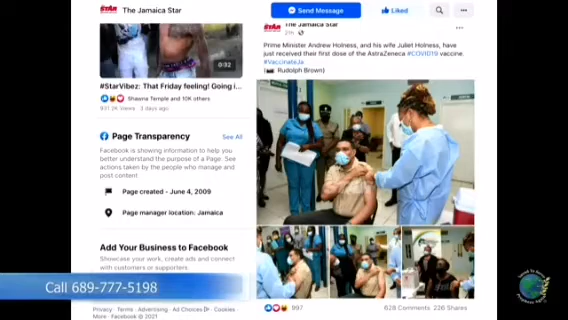 The Jamaica Star
Send Message
Liked
0:32
#StarVibez: That Friday feeling! Going i...
Shawna Temple and 10K others
3 days ago
Page Transparency
See All
Facebook is showing information to help you
better understand the purpose of a Page. See
actions taken by the people who manage and
post content
Page created - June 4, 2009
Page manager location: Jamaica
Add Your Business to Facebook
Showcase your work, create ads and connect
with customers or supporters.
Privacy · Terms · Advertising · Ad Choices · Cookies ·
More · Facebook © 2021
The Jamaica Star
21h
Prime Minister Andrew Holness, and his wife Juliet Holness, have
just received their first dose of the AstraZeneca #COVID19 vaccine.
#VaccinateJa
(📷 Rudolph Brown)
997
628 Comments 226 Shares
Call 689-777-5198